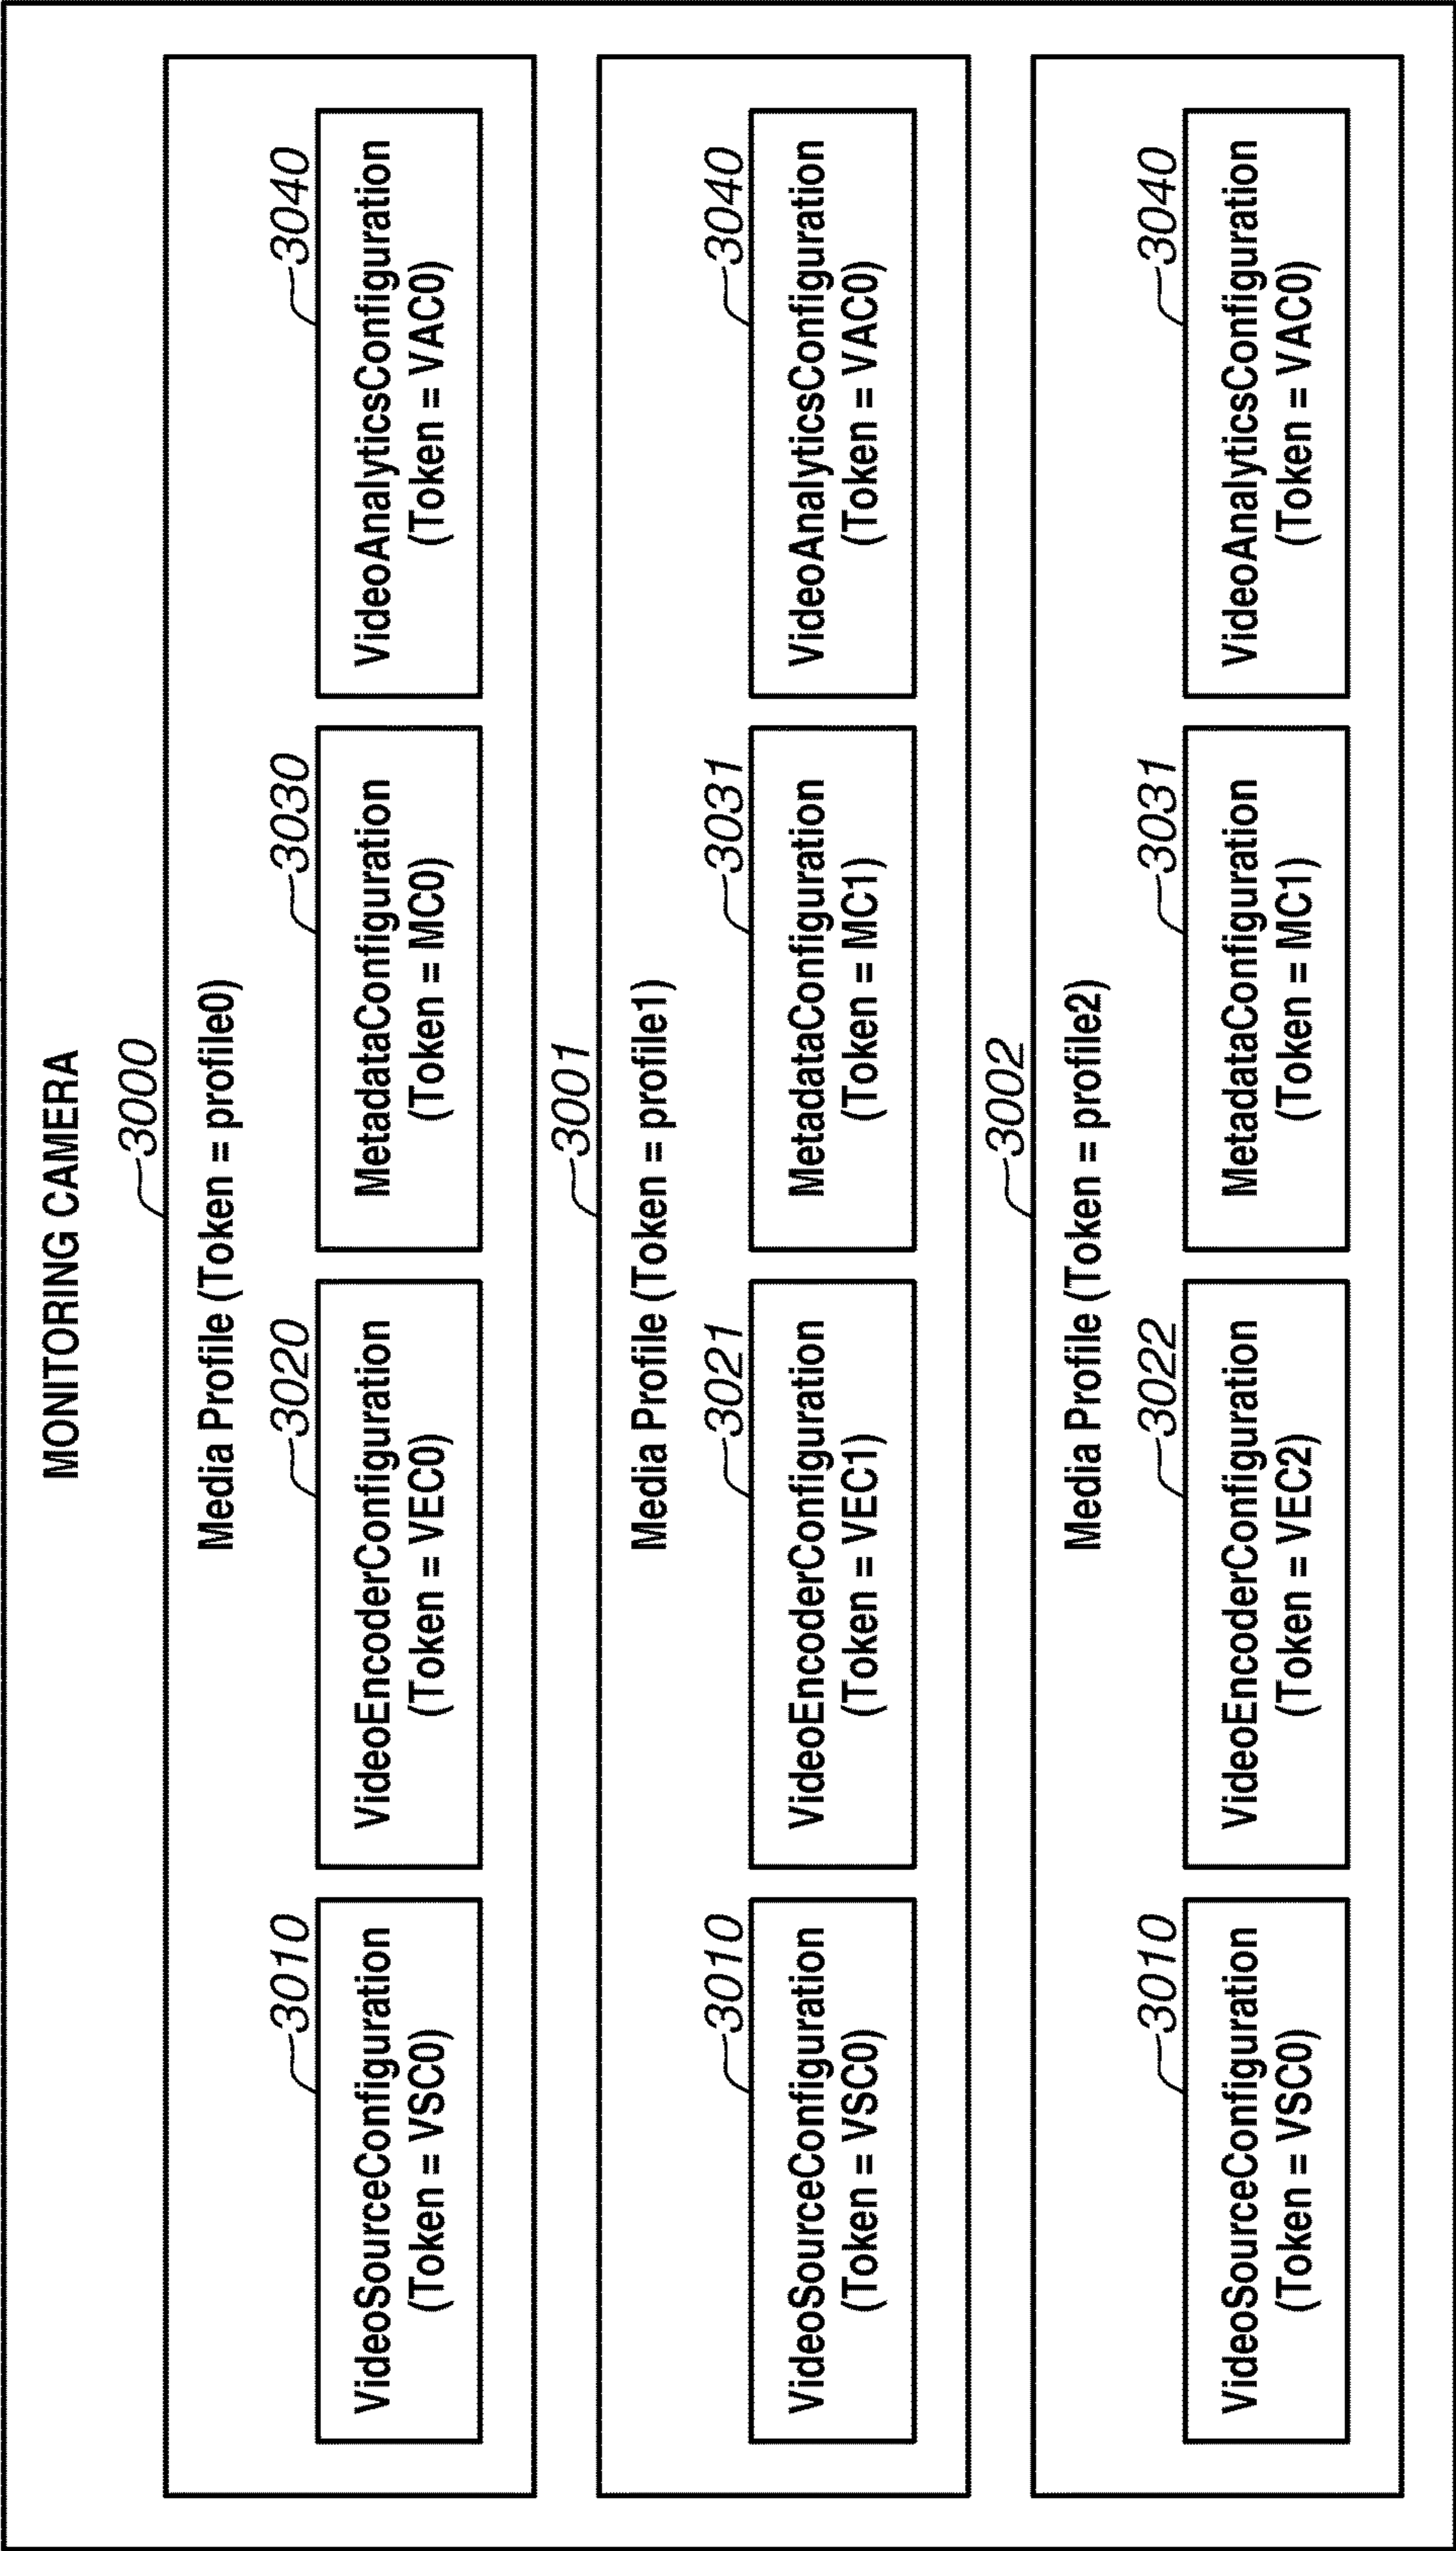 MONITORING CAMERA
3000
Media Profile (Token = profile0)
3010
VideoSourceConfiguration
(Token = VSC0)
3020
VideoEncoderConfiguration
(Token = VEC0)
3030
MetadataConfiguration
(Token = MC0)
3040
VideoAnalyticsConfiguration
(Token = VAC0)
3001
Media Profile (Token = profile1)
3010
VideoSourceConfiguration
(Token = VSC0)
3021
VideoEncoderConfiguration
(Token = VEC1)
3031
MetadataConfiguration
(Token = MC1)
3040
VideoAnalyticsConfiguration
(Token = VAC0)
3002
Media Profile (Token = profile2)
3010
VideoSourceConfiguration
(Token = VSC0)
3022
VideoEncoderConfiguration
(Token = VEC2)
3031
MetadataConfiguration
(Token = MC1)
3040
VideoAnalyticsConfiguration
(Token = VAC0)